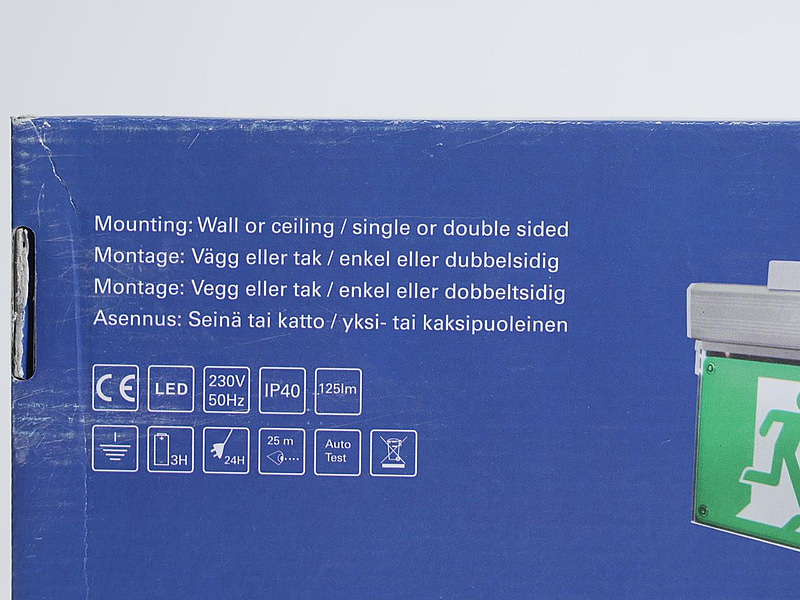 Mounting: Wall or ceiling / single or double sided
Montage: Vägg eller tak / enkel eller dubbelsidig
Montage: Vegg eller tak / enkel eller dobbeltsidig
Asennus: Seinä tai katto / yksi- tai kaksipuoleinen
CE LED 230V 50Hz IP40 125lm
3H 24H 25 m Auto Test